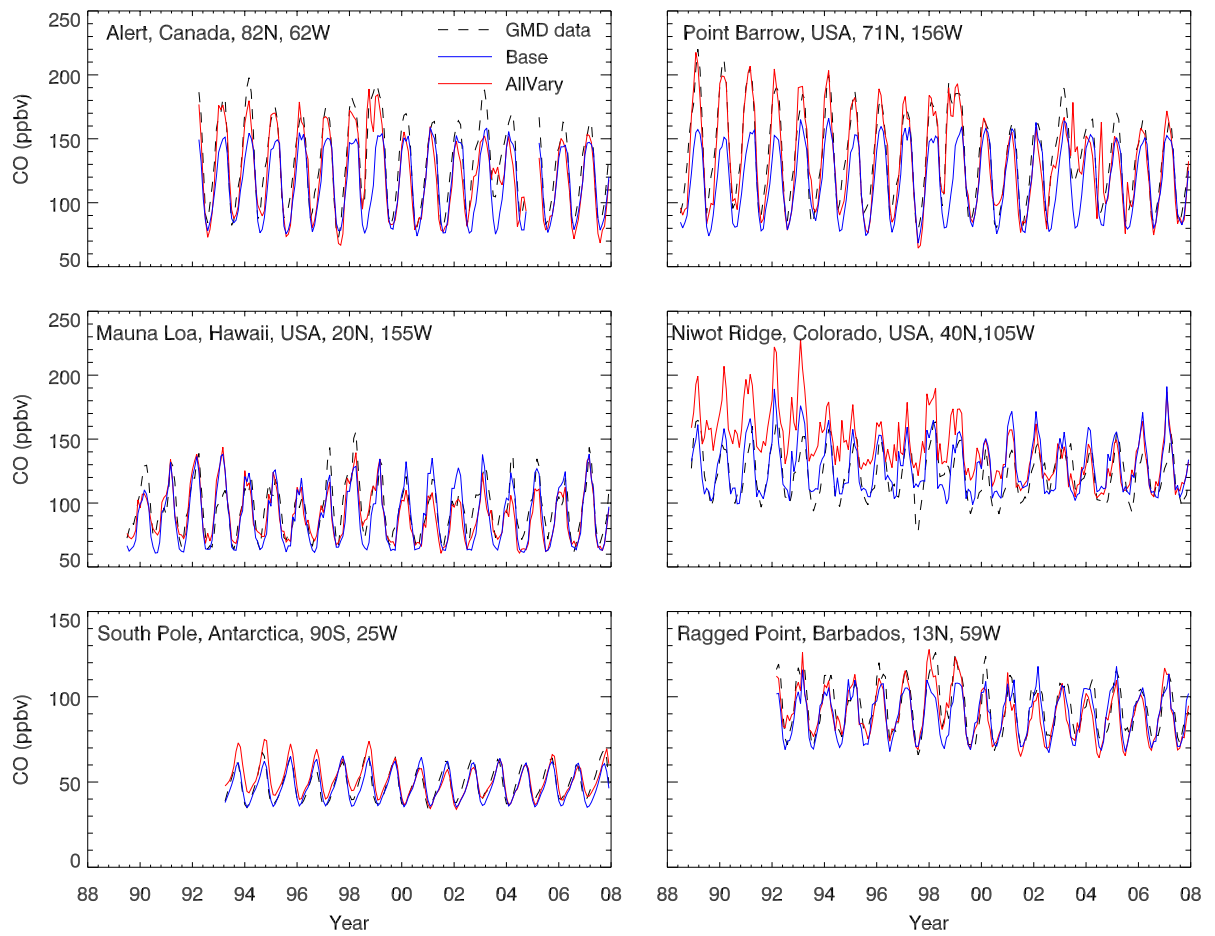 Alert, Canada, 82N, 62W
GMD data
Base
AllVary
Point Barrow, USA, 71N, 156W
250
200
150
100
50
CO (ppbv)
Mauna Loa, Hawaii, USA, 20N, 155W
Niwot Ridge, Colorado, USA, 40N,105W
250
200
150
100
50
CO (ppbv)
South Pole, Antarctica, 90S, 25W
Ragged Point, Barbados, 13N, 59W
150
100
50
0
CO (ppbv)
88 90 92 94 96 98 00 02 04 06 08
88 90 92 94 96 98 00 02 04 06 08
Year
Year